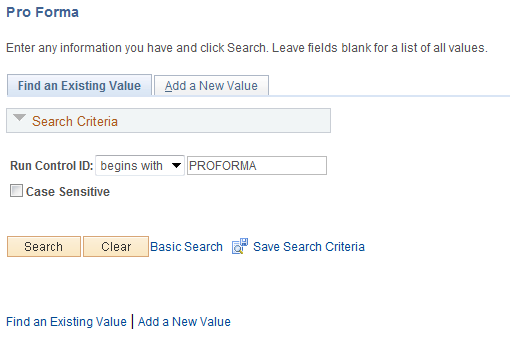 Pro Forma
Enter any information you have and click Search. Leave fields blank for a list of all values.
Find an Existing Value Add a New Value
Search Criteria
Run Control ID: begins with PROFORMA
Case Sensitive
Search Clear Basic Search Save Search Criteria
Find an Existing Value | Add a New Value